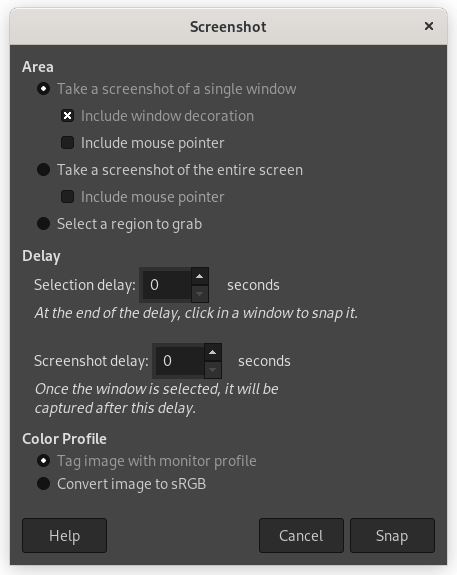 Screenshot
Area
Take a screenshot of a single window
Include window decoration
Include mouse pointer
Take a screenshot of the entire screen
Include mouse pointer
Select a region to grab
Delay
Selection delay: 0 seconds
At the end of the delay, click in a window to snap it.
Screenshot delay: 0 seconds
Once the window is selected, it will be
captured after this delay.
Color Profile
Tag image with monitor profile
Convert image to sRGB
Help Cancel Snap